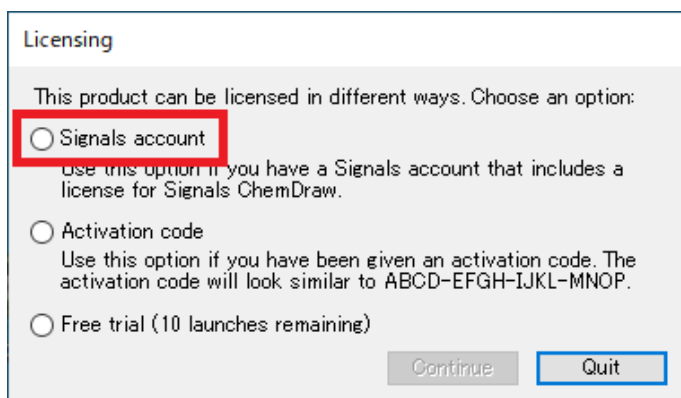 Licensing
This product can be licensed in different ways. Choose an option:
Signals account
Use this option if you have a Signals account that includes a
license for Signals ChemDraw.
Activation code
Use this option if you have been given an activation code. The
activation code will look similar to ABCD-EFGH-IJKL-MNOP.
Free trial (10 launches remaining)
Continue Quit